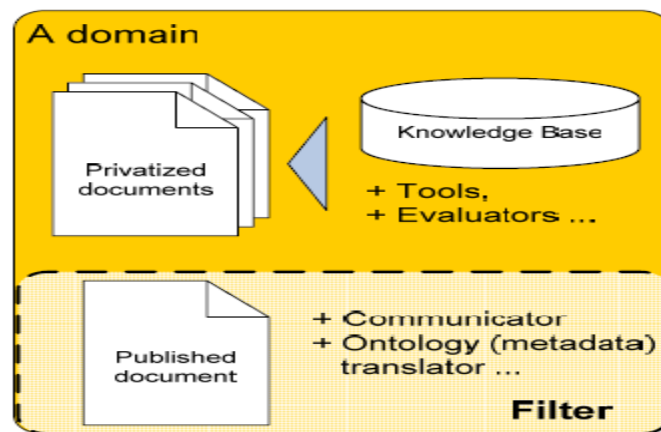 A domain
Privatized
documents
Knowledge Base
+ Tools,
+ Evaluators ...
Published
document
+ Communicator
+ Ontology (metadata)
translator ...
Filter